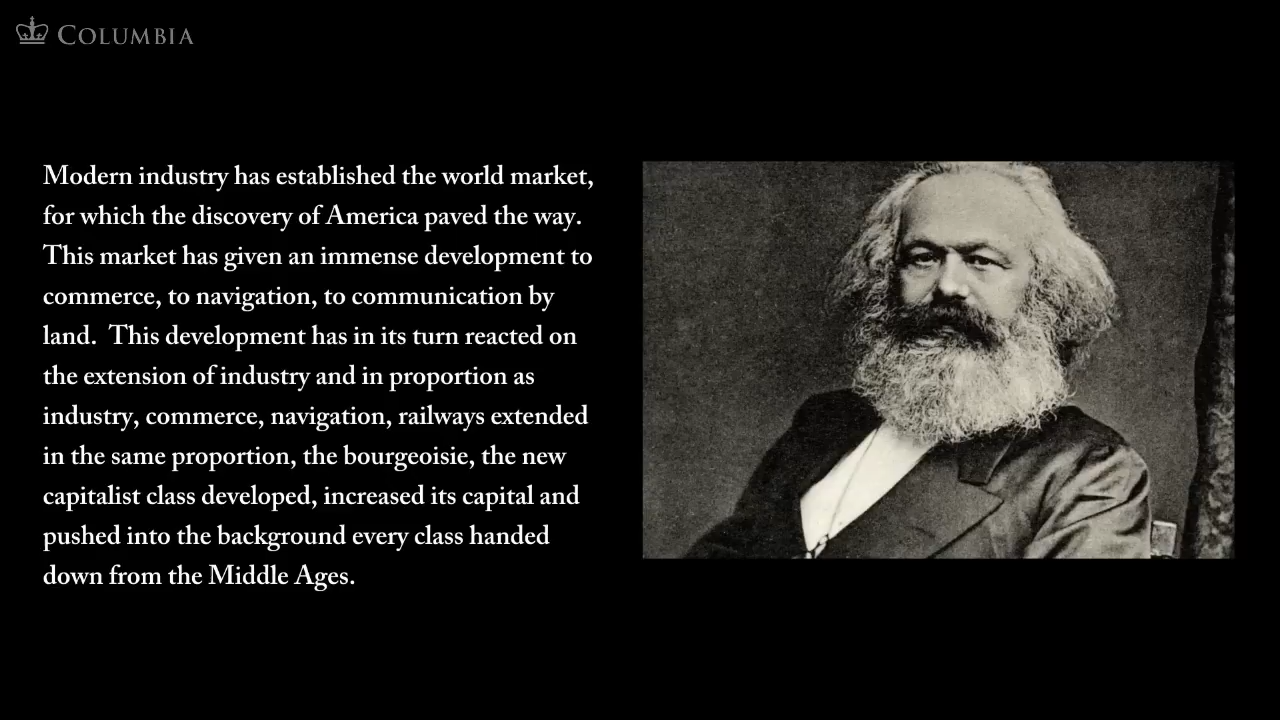 COLUMBIA
Modern industry has established the world market,
for which the discovery of America paved the way.
This market has given an immense development to
commerce, to navigation, to communication by
land.  This development has in its turn reacted on
the extension of industry and in proportion as
industry, commerce, navigation, railways extended
in the same proportion, the bourgeoisie, the new
capitalist class developed, increased its capital and
pushed into the background every class handed
down from the Middle Ages.